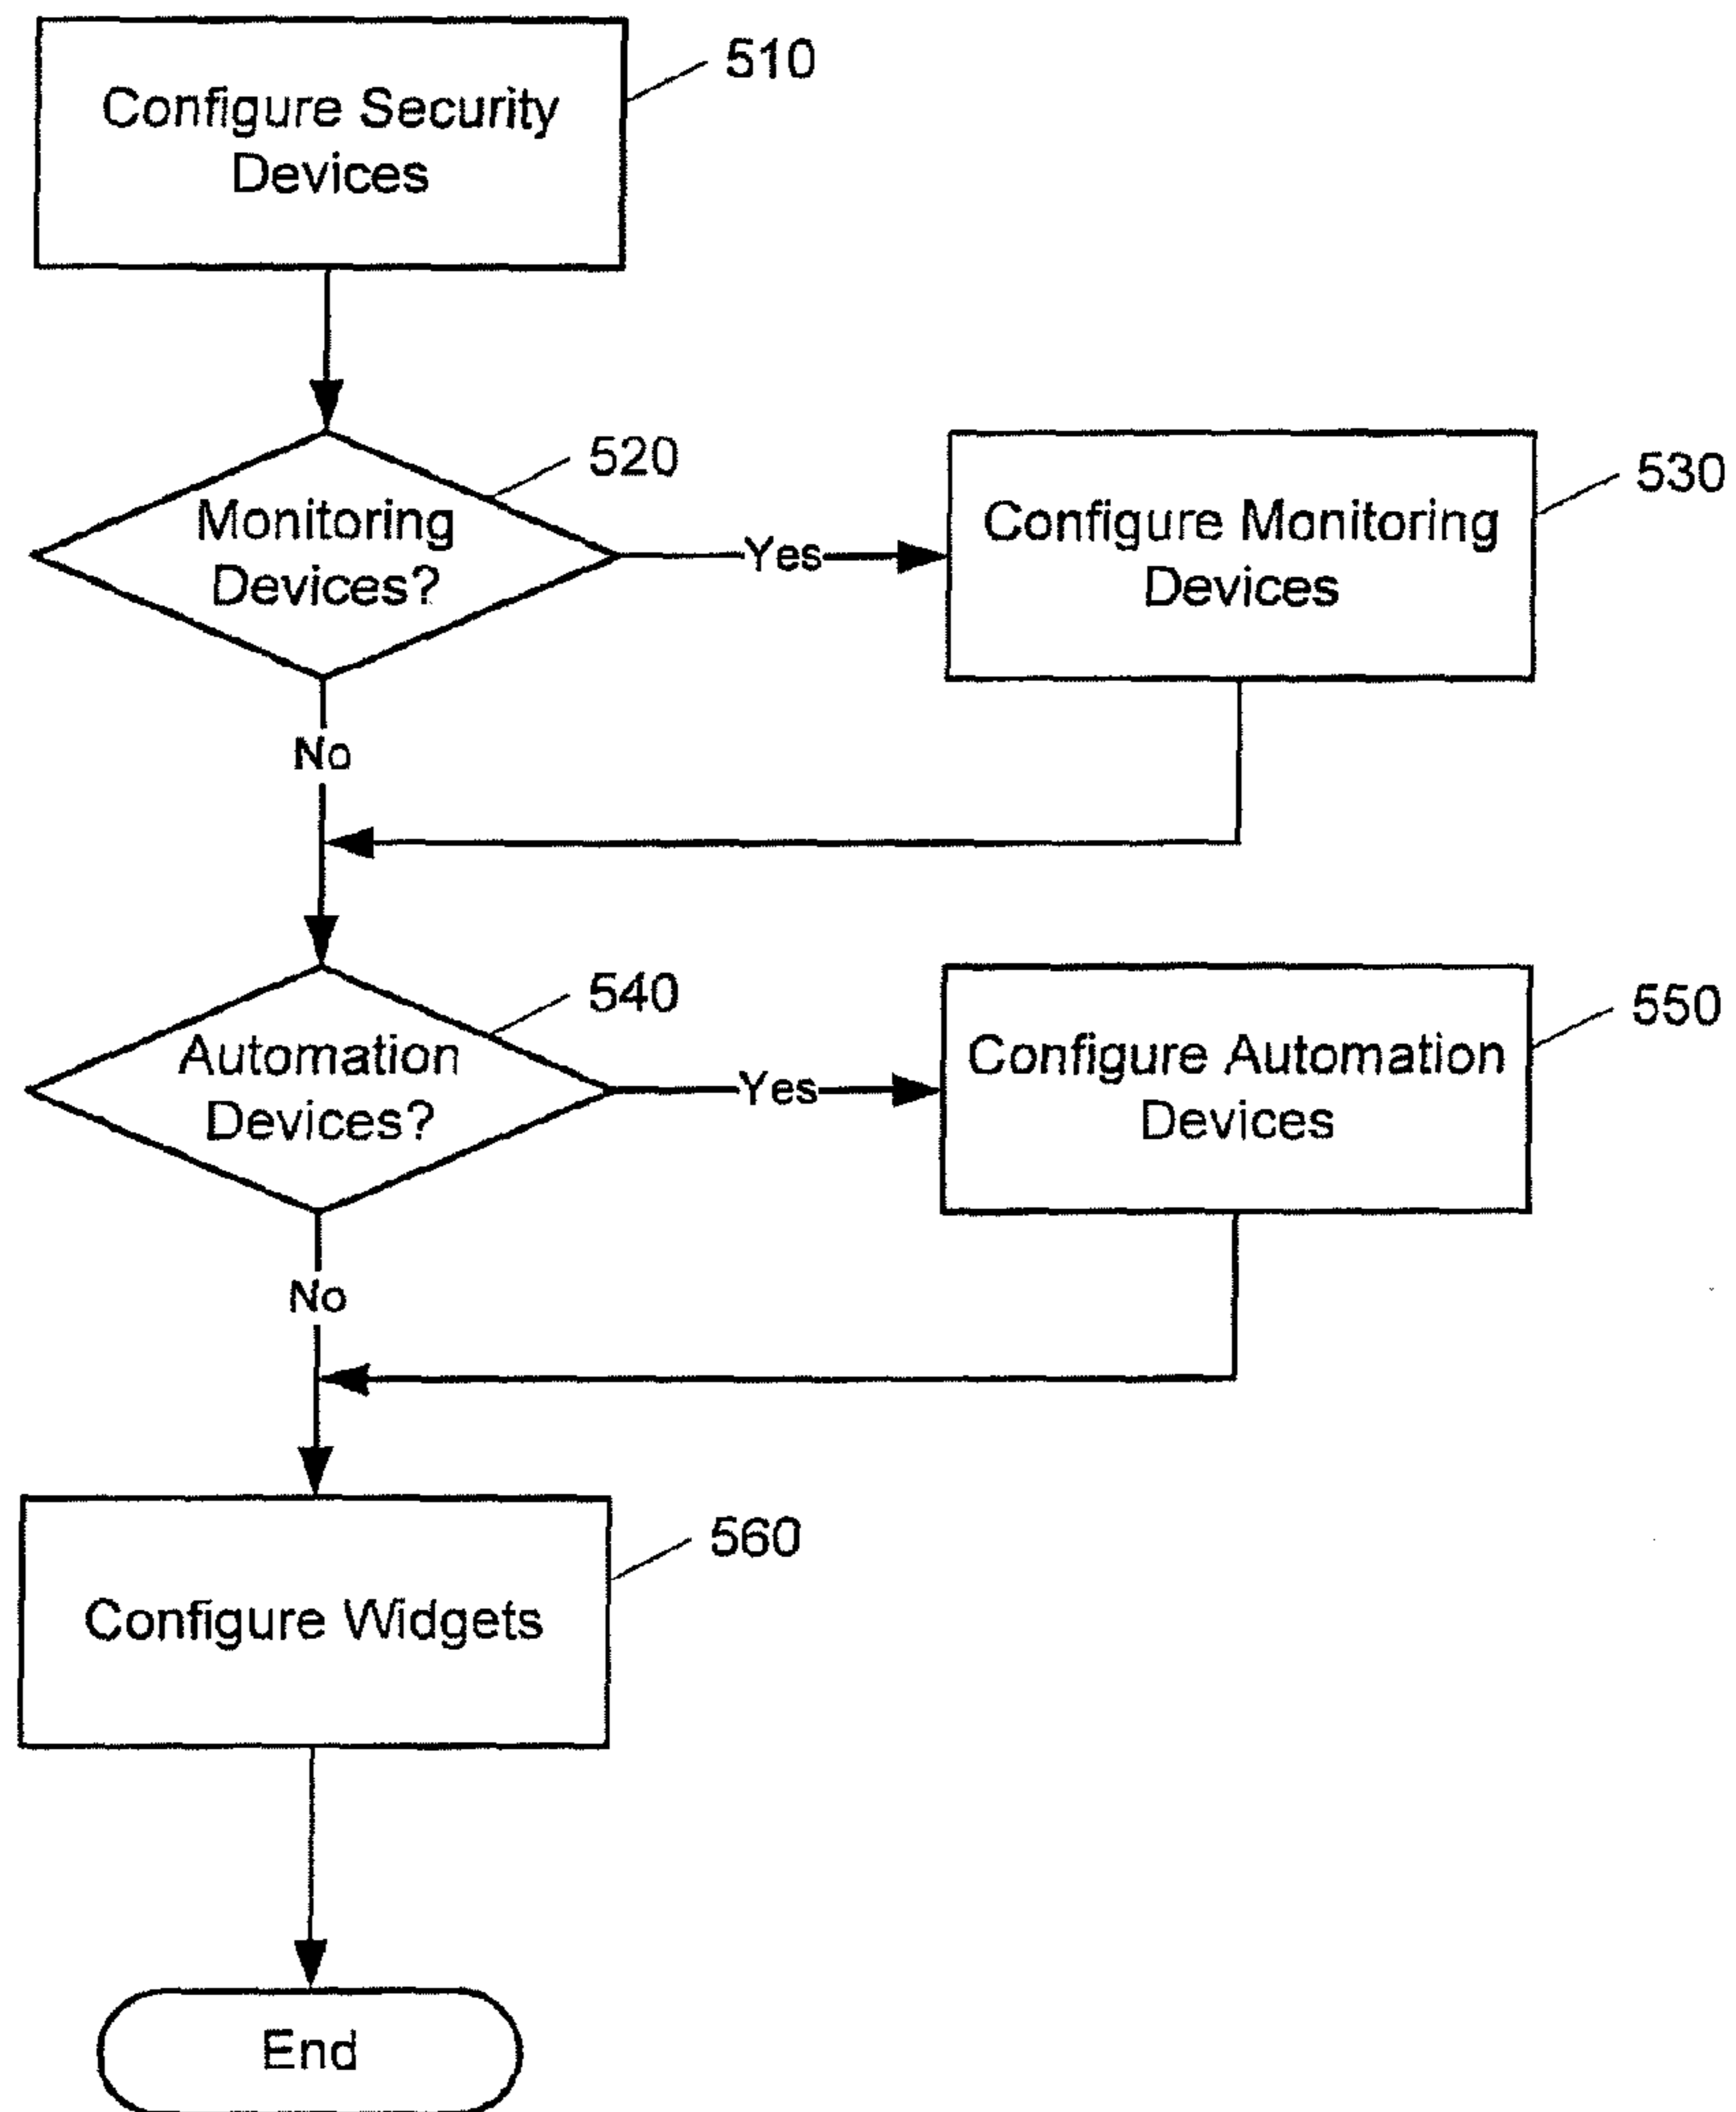 510
Configure Security
Devices
520
Monitoring
Devices?
Yes
530
Configure Monitoring
Devices
No
540
Automation
Devices?
Yes
550
Configure Automation
Devices
No
560
Configure Widgets
End